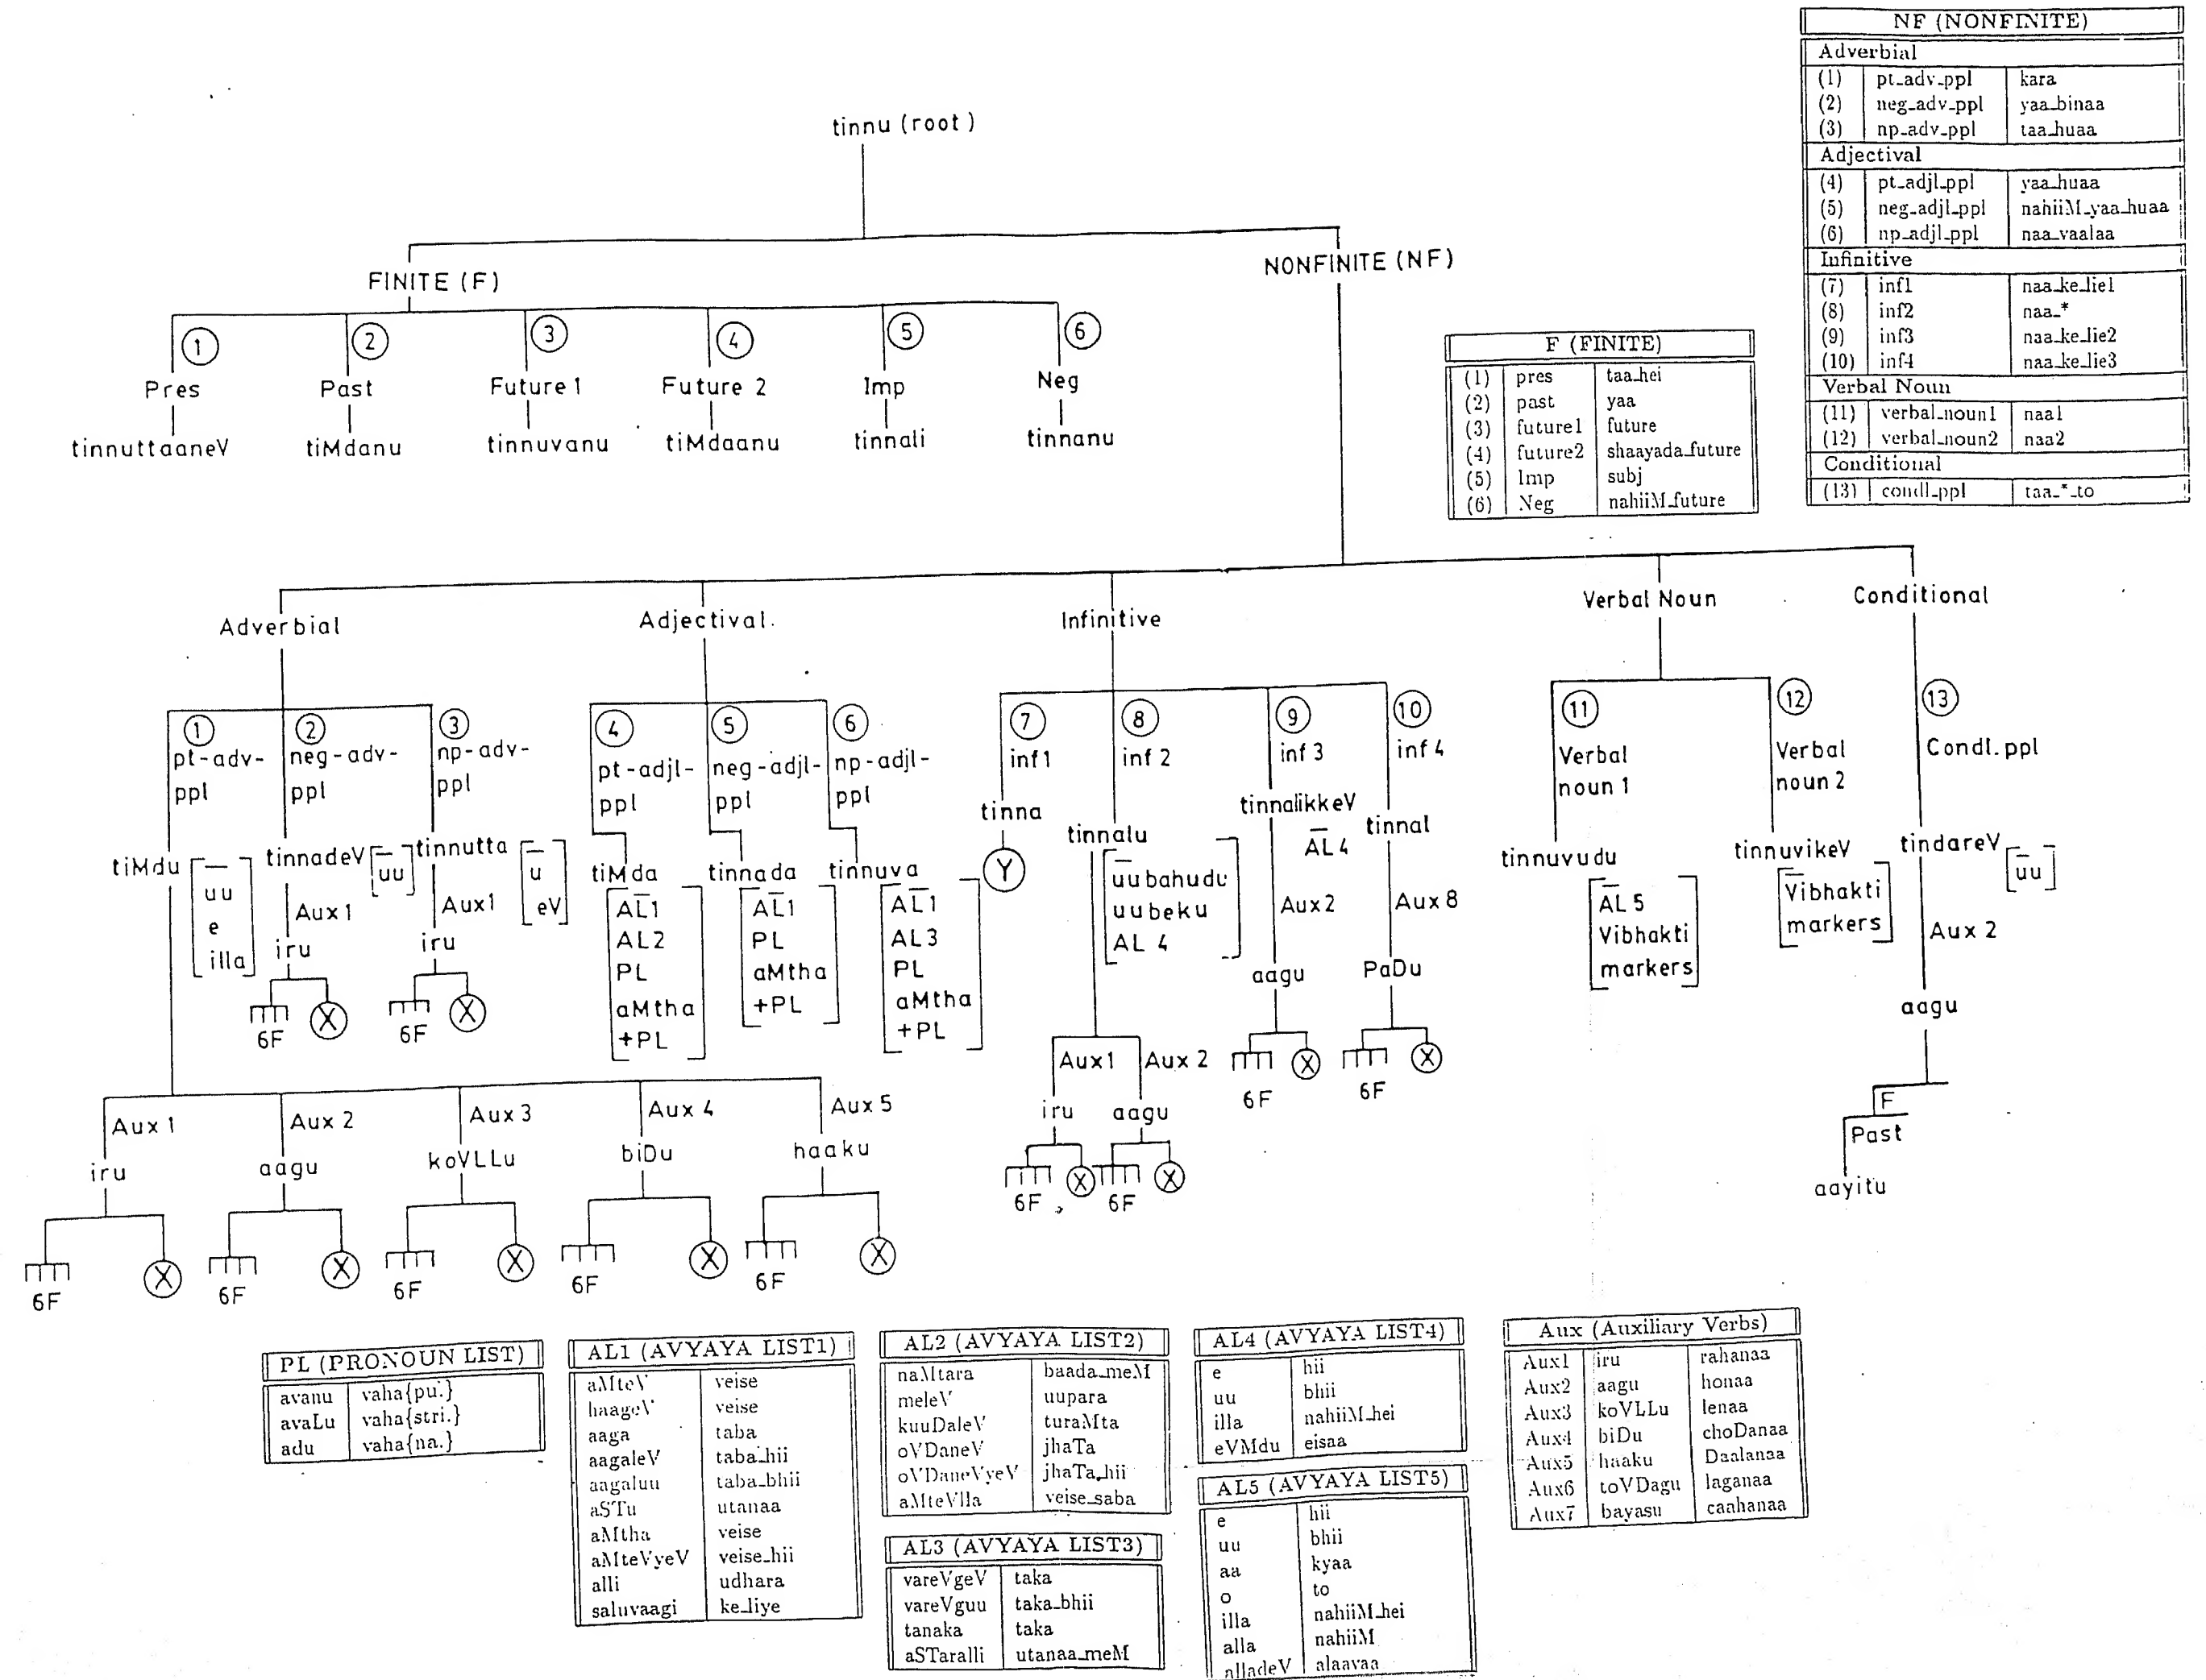 NF (NONFINITE)
Adverbial
(1) pt_adv_ppl kara
(2) neg_adv_ppl yaa_binaa
(3) np_adv_ppl taa_huaa
Adjectival
(4) pt_adjl_ppl yaa_huaa
(5) neg_adjl_ppl nahiiM_yaa_huaa
(6) np_adjl_ppl naa_vaalaa
Infinitive
(7) inf1 naa_ke_lie1
(8) inf2 naa_*
(9) inf3 naa_ke_lie2
(10) inf4 naa_ke_lie3
Verbal Noun
(11) verbal_noun1 naa1
(12) verbal_noun2 naa2
Conditional
(13) condl_ppl taa_*_to
tinnu (root)
FINITE (F)
NONFINITE (NF)
1 2 3 4 5 6
Pres Past Future 1 Future 2 Imp Neg
tinnuttaaneV tiMdanu tinnuvanu tiMdaanu tinnali tinnanu
F (FINITE)
(1) pres taa_hei
(2) past yaa
(3) future1 future
(4) future2 shaayada_future
(5) Imp subj
(6) Neg nahiiM_future
Adverbial Adjectival. Infinitive Verbal Noun Conditional
1
pt-adv-
ppl
tiMdu
uu
e
illa
2
neg-adv-
ppl
tinnadeV
uu
Aux 1
iru
6F X
3
np-adv-
ppl
tinnutta
u
eV
Aux1
iru
6F X
4
pt-adjl-
ppl
tiMda
AL1
AL2
PL
aMtha
+PL
5
neg-adjl-
ppl
tinnada
AL1
PL
aMtha
+PL
6
np-adjl-
ppl
tinnuva
AL1
AL3
PL
aMtha
+PL
7
inf1
tinna
Y
8
inf 2
tinnalu
uubahudu
uubeku
AL 4
Aux1 Aux 2
iru aagu
6F X 6F X
9
inf 3
tinnalikkeV
AL4
Aux2
aagu
6F X
10
inf 4
tinnal
Aux 8
PaDu
6F X
11
Verbal
noun 1
tinnuvudu
AL 5
Vibhakti
markers
12
Verbal
noun 2
tinnuvikeV
Vibhakti
markers
13
Condl.ppl
tindareV
uu
Aux 2
aagu
F
Past
aayitu
Aux 1 Aux 2 Aux 3 Aux 4 Aux 5
iru aagu koVLLu biDu haaku
6F X 6F X 6F X 6F X 6F X
PL (PRONOUN LIST)
avanu vaha{pu.}
avaLu vaha{stri.}
adu vaha{na.}
AL1 (AVYAYA LIST1)
aMteV veise
haageV veise
aaga taba
aagaleV taba_hii
aagaluu taba_bhii
aSTu utanaa
aMtha veise
aMteVyeV veise_hii
alli udhara
saluvaagi ke_liye
AL2 (AVYAYA LIST2)
naMtara baada_meM
meleV uupara
kuuDaleV turaMta
oVDaneV jhaTa
oVDaneVyeV jhaTa_hii
aMteVlla veise_saba
AL3 (AVYAYA LIST3)
vareVgeV taka
vareVguu taka_bhii
tanaka taka
aSTaralli utanaa_meM
AL4 (AVYAYA LIST4)
e hii
uu bhii
illa nahiiM_hei
eVMdu eisaa
AL5 (AVYAYA LIST5)
e hii
uu bhii
aa kyaa
o to
illa nahiiM_hei
alla nahiiM
alladeV alaavaa
Aux (Auxiliary Verbs)
Aux1 iru rahanaa
Aux2 aagu honaa
Aux3 koVLLu lenaa
Aux4 biDu choDanaa
Aux5 haaku Daalanaa
Aux6 toVDagu laganaa
Aux7 bayasu caahanaa